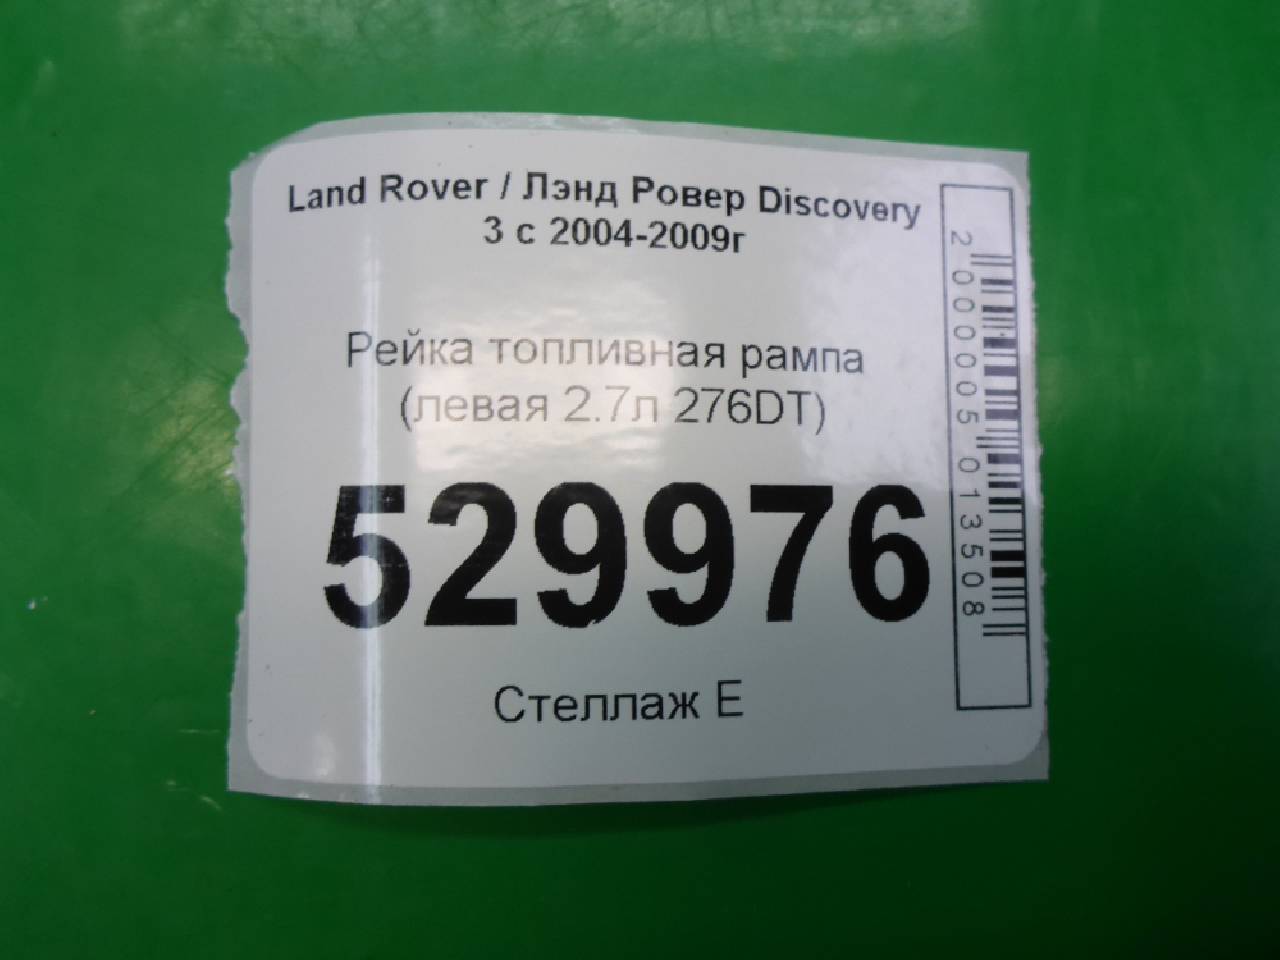 Land Rover / Лэнд Ровер Discovery
3 с 2004-2009г
Рейка топливная рампа
(левая 2.7л 276DT)
529976
Стеллаж Е
2000005013508